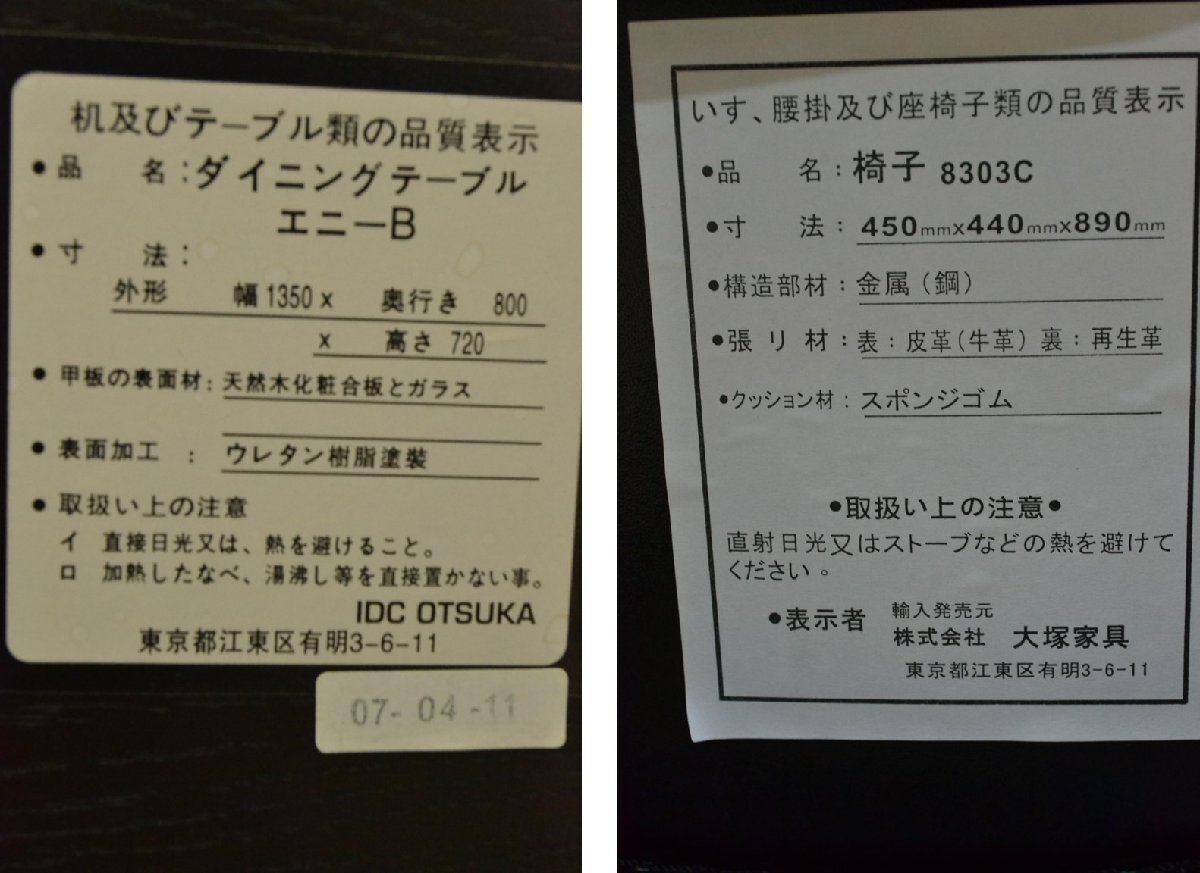 机及びテーブル類の品質表示
●品 名：ダイニングテーブル
エニーB
●寸 法：
外形 幅1350 x 奥行き 800
x 高さ 720
●甲板の表面材：天然木化粧合板とガラス
●表面加工 ：ウレタン樹脂塗装
●取扱い上の注意
イ 直接日光又は、熱を避けること。
ロ 加熱したなべ、湯沸し等を直接置かない事。
IDC OTSUKA
東京都江東区有明3-6-11
07- 04 -11
いす、腰掛及び座椅子類の品質表示
●品 名：椅子 8303C
●寸 法：450mmx440mmx890mm
●構造部材：金属（鋼）
●張り材：表：皮革（牛革）裏：再生革
●クッション材：スポンジゴム
●取扱い上の注意●
直射日光又はストーブなどの熱を避けて
ください。
●表示者 輸入発売元
株式会社 大塚家具
東京都江東区有明3-6-11